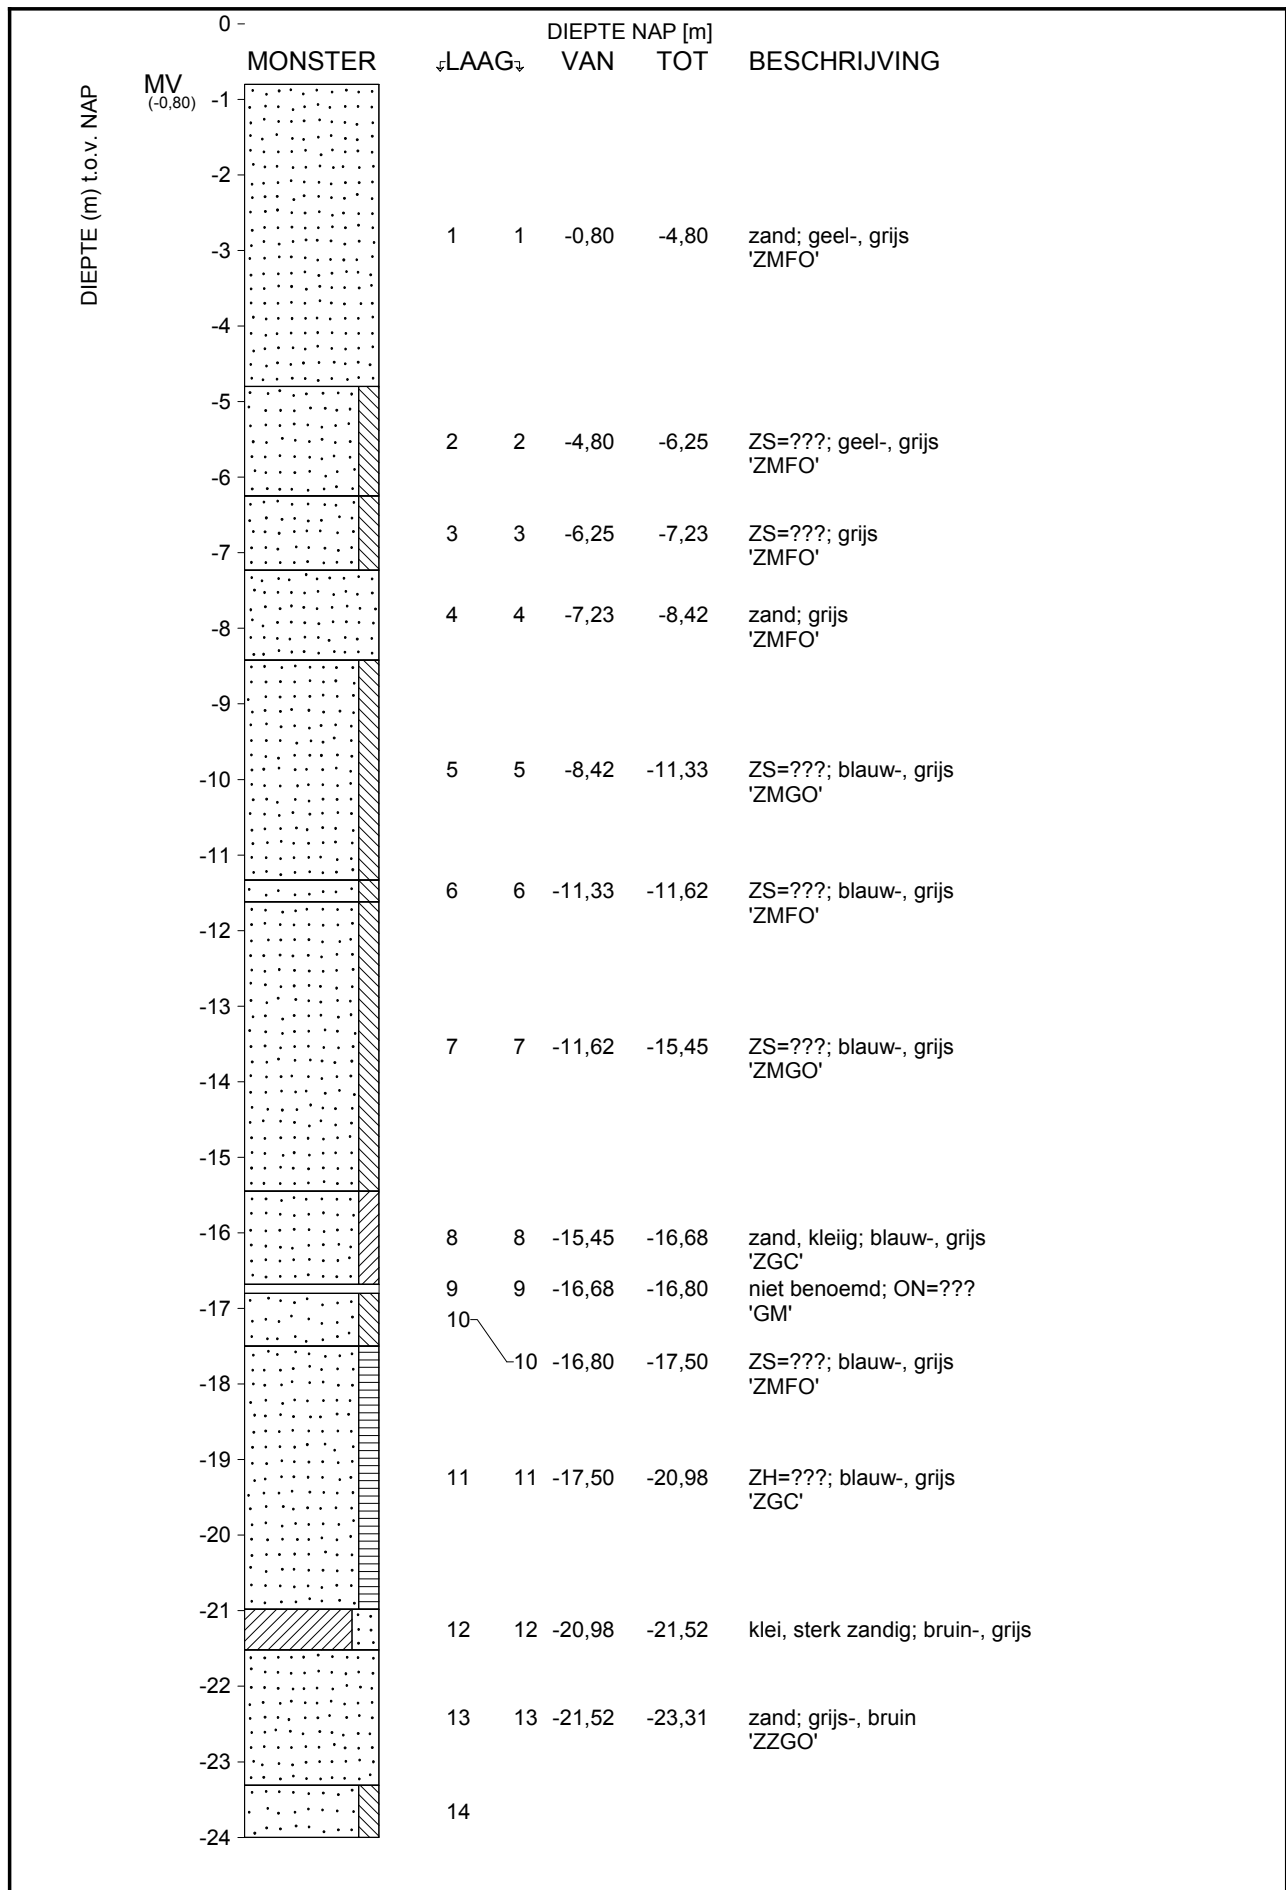 DIEPTE NAP [m]
MONSTER LAAG VAN TOT BESCHRIJVING
DIEPTE (m) t.o.v. NAP
MV
(-0,80)
0
-1
-2
-3
-4
-5
-6
-7
-8
-9
-10
-11
-12
-13
-14
-15
-16
-17
-18
-19
-20
-21
-22
-23
-24
1 1 -0,80 -4,80 zand; geel-, grijs
'ZMFO'
2 2 -4,80 -6,25 ZS=???; geel-, grijs
'ZMFO'
3 3 -6,25 -7,23 ZS=???; grijs
'ZMFO'
4 4 -7,23 -8,42 zand; grijs
'ZMFO'
5 5 -8,42 -11,33 ZS=???; blauw-, grijs
'ZMGO'
6 6 -11,33 -11,62 ZS=???; blauw-, grijs
'ZMFO'
7 7 -11,62 -15,45 ZS=???; blauw-, grijs
'ZMGO'
8 8 -15,45 -16,68 zand, kleiig; blauw-, grijs
'ZGC'
9 9 -16,68 -16,80 niet benoemd; ON=???
'GM'
10
10 -16,80 -17,50 ZS=???; blauw-, grijs
'ZMFO'
11 11 -17,50 -20,98 ZH=???; blauw-, grijs
'ZGC'
12 12 -20,98 -21,52 klei, sterk zandig; bruin-, grijs
13 13 -21,52 -23,31 zand; grijs-, bruin
'ZZGO'
14